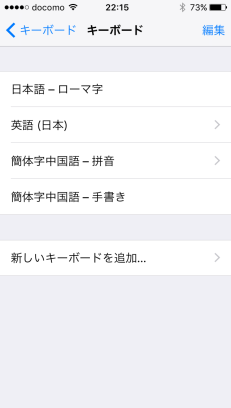 docomo 22:15 73%
キーボード キーボード 編集
日本語 – ローマ字
英語 (日本)
簡体字中国語 – 拼音
簡体字中国語 – 手書き
新しいキーボードを追加...